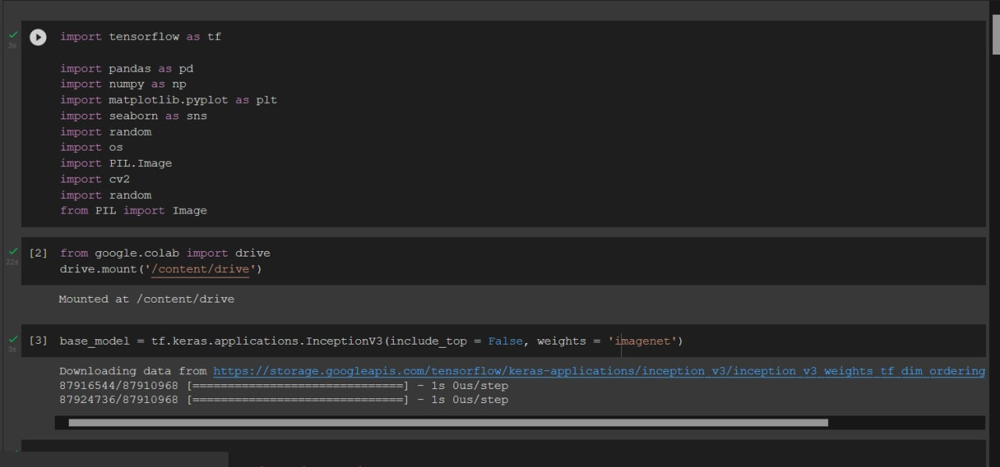 3s
import tensorflow as tf
import pandas as pd
import numpy as np
import matplotlib.pyplot as plt
import seaborn as sns
import random
import os
import PIL.Image
import cv2
import random
from PIL import Image
22s
[2] from google.colab import drive
drive.mount('/content/drive')
Mounted at /content/drive
3s
[3] base_model = tf.keras.applications.InceptionV3(include_top = False, weights = 'imagenet')
Downloading data from https://storage.googleapis.com/tensorflow/keras-applications/inception_v3/inception_v3_weights_tf_dim_ordering
87916544/87910968 [==============================] - 1s 0us/step
87924736/87910968 [==============================] - 1s 0us/step